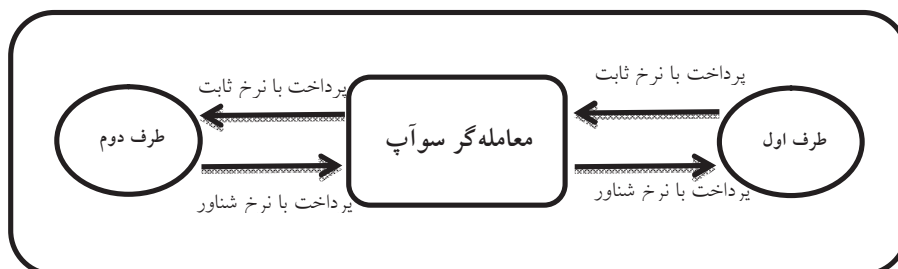 پرداخت با نرخ ثابت
پرداخت با نرخ ثابت
طرف اول
معامله‌گر سوآپ
طرف دوم
پرداخت با نرخ شناور
پرداخت با نرخ شناور